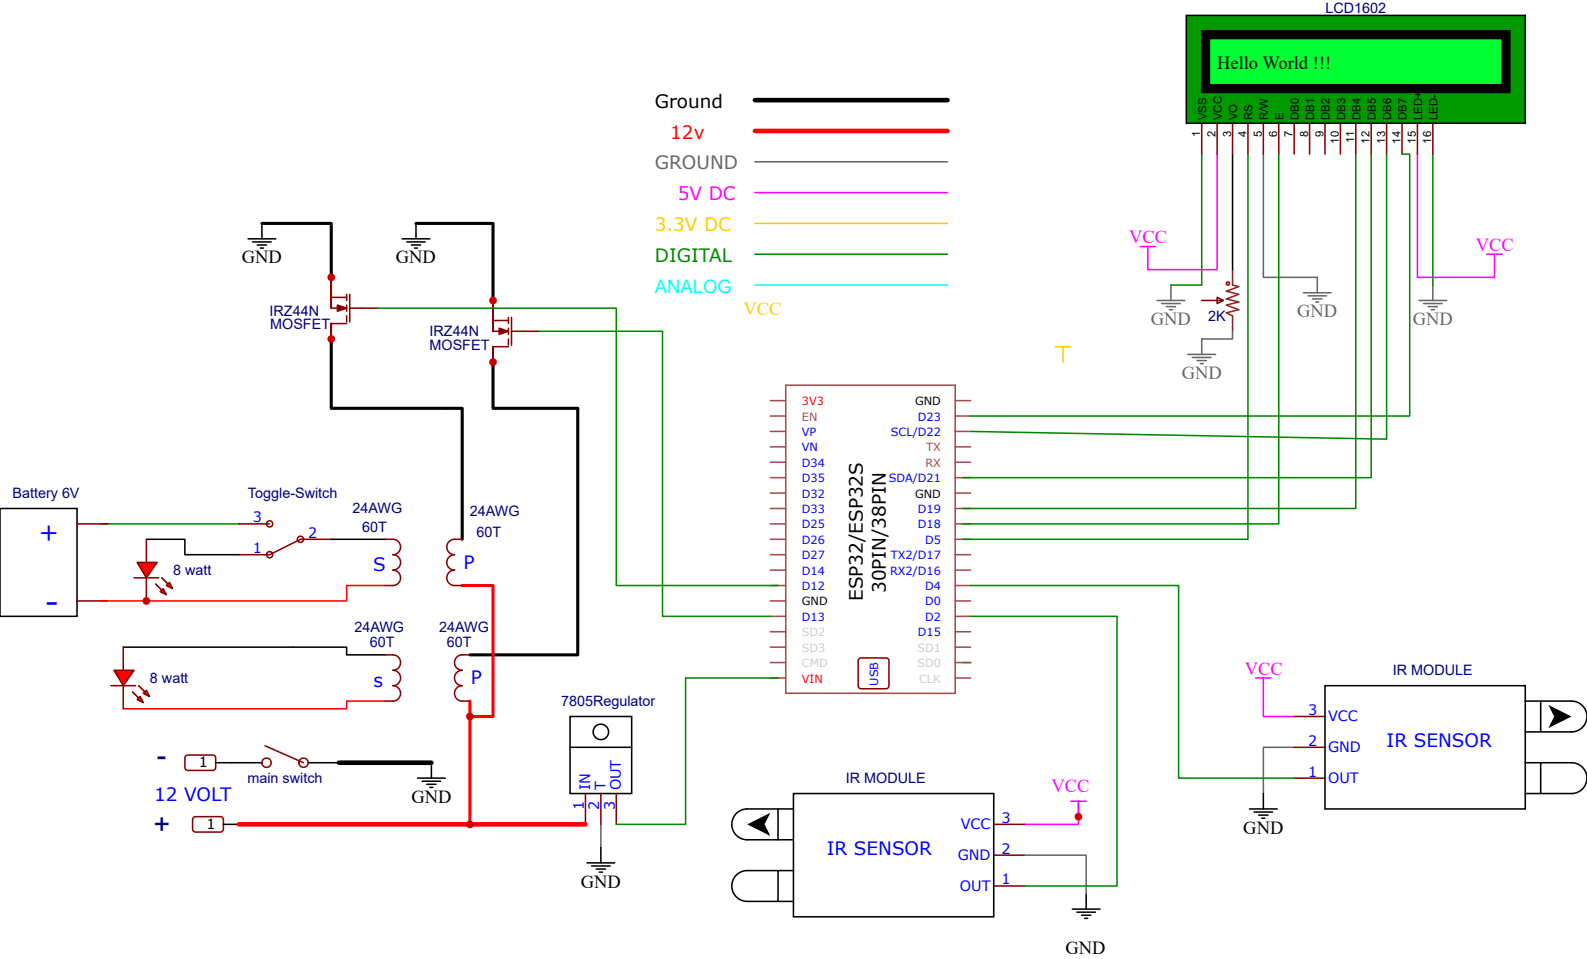 LCD1602
Hello World !!!
VSS
VCC
VO
RS
R/W
E
DB0
DB1
DB2
DB3
DB4
DB5
DB6
DB7
LED+
LED-
1
2
3
4
5
6
7
8
9
10
11
12
13
14
15
16
Ground
12v
GROUND
5V DC
3.3V DC
DIGITAL
ANALOG
VCC
VCC
VCC
GND
2K
GND
GND
GND
GND
GND
IRZ44N
MOSFET
IRZ44N
MOSFET
3V3
EN
VP
VN
D34
D35
D32
D33
D25
D26
D27
D14
D12
GND
D13
SD2
SD3
CMD
VIN
ESP32/ESP32S
30PIN/38PIN
USB
GND
D23
SCL/D22
TX
RX
SDA/D21
GND
D19
D18
D5
TX2/D17
RX2/D16
D4
D0
D2
D15
SD1
SD0
CLK
Battery 6V
+
-
Toggle-Switch
3
2
1
8 watt
24AWG
60T
S
24AWG
60T
P
24AWG
60T
s
24AWG
60T
P
8 watt
-
1
main switch
GND
12 VOLT
+
1
7805Regulator
IN
T
OUT
1
2
3
GND
IR MODULE
IR SENSOR
VCC
GND
OUT
3
2
1
VCC
GND
IR MODULE
IR SENSOR
VCC
3
2
1
VCC
GND
OUT
GND